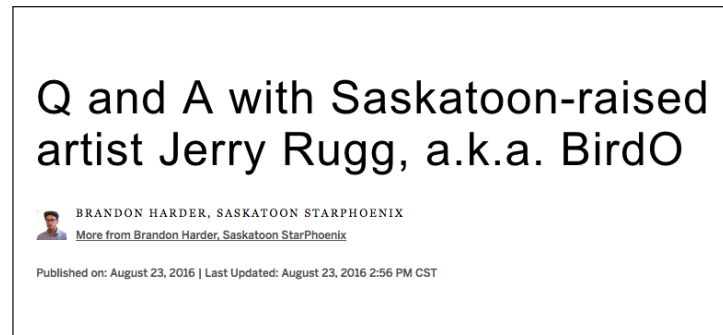 Q and A with Saskatoon-raised
artist Jerry Rugg, a.k.a. BirdO
BRANDON HARDER, SASKATOON STARPHOENIX
More from Brandon Harder, Saskatoon StarPhoenix
Published on: August 23, 2016 | Last Updated: August 23, 2016 2:56 PM CST